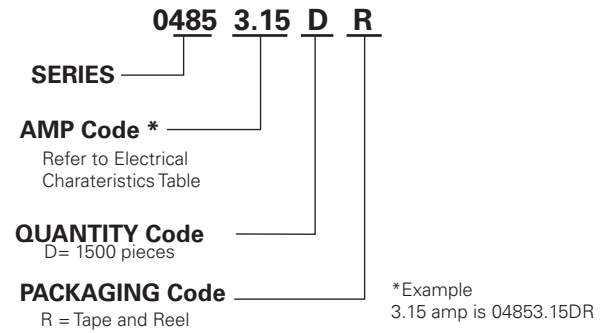 0485 3.15 D R
SERIES
AMP Code *
Refer to Electrical
Charateristics Table
QUANTITY Code
D= 1500 pieces
PACKAGING Code
R = Tape and Reel
*Example
3.15 amp is 04853.15DR